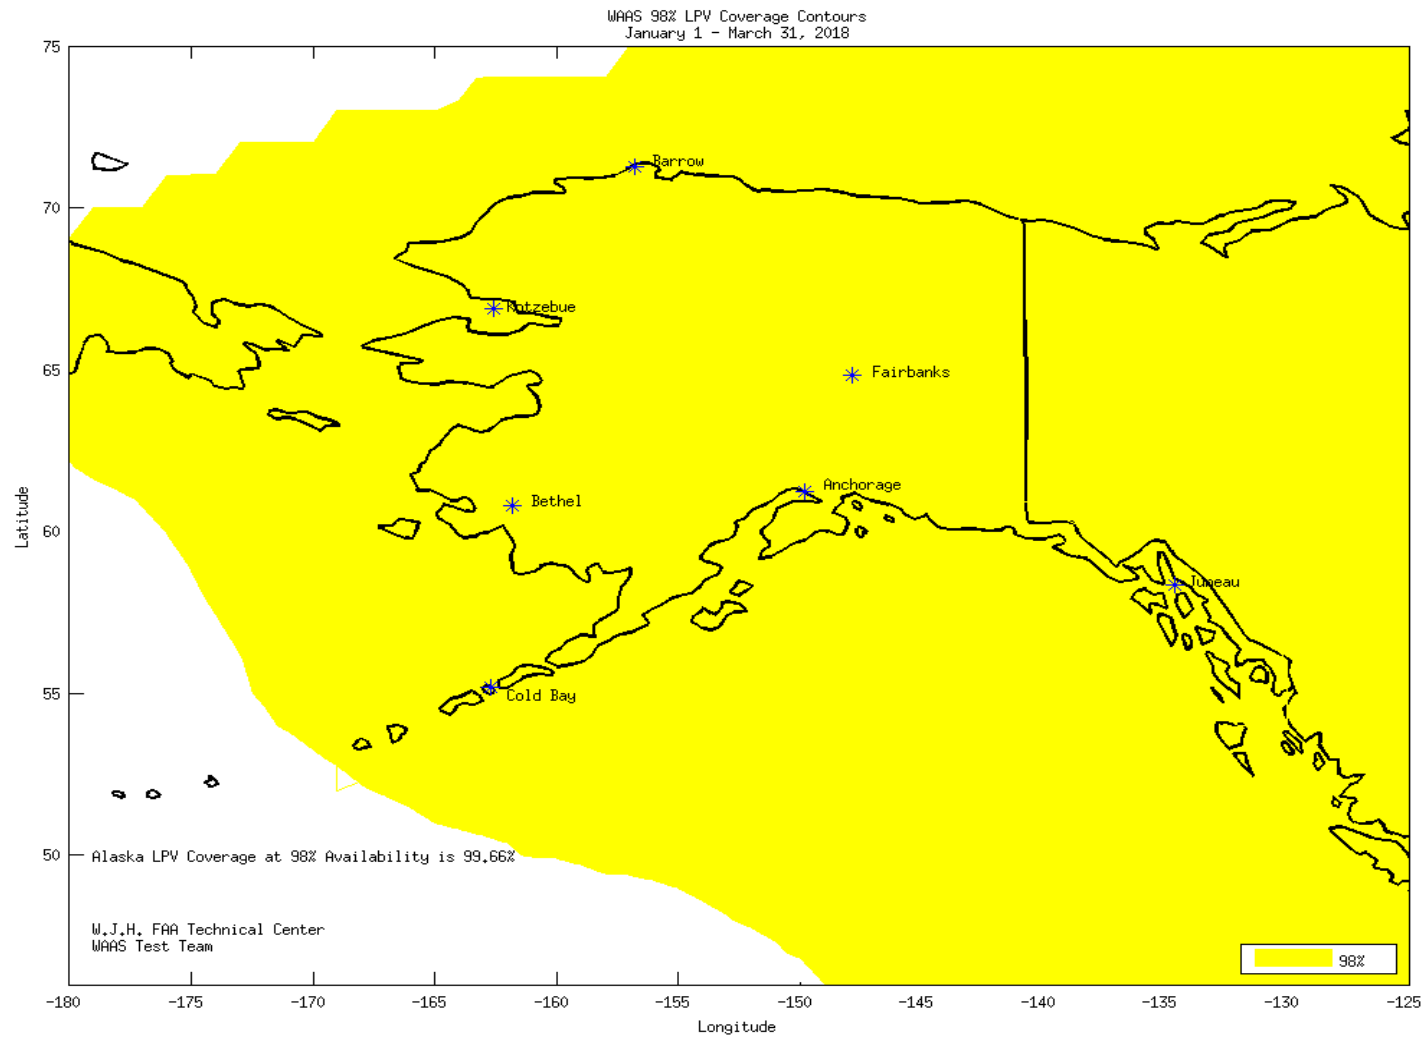 WAAS 98% LPV Coverage Contours
January 1 - March 31, 2018
75
70
65
60
55
50
Latitude
Barrow
Kotzebue
Fairbanks
Anchorage
Bethel
Juneau
Cold Bay
Alaska LPV Coverage at 98% Availability is 99.66%
W.J.H. FAA Technical Center
WAAS Test Team
98%
-180 -175 -170 -165 -160 -155 -150 -145 -140 -135 -130 -125
Longitude